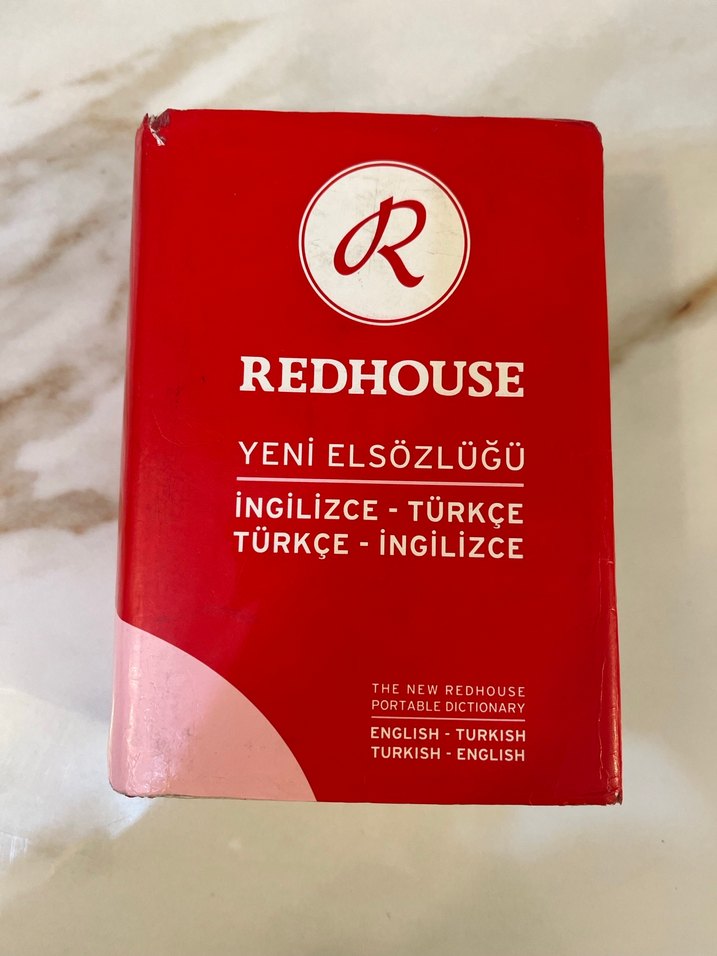 R
REDHOUSE
YENİ ELSÖZLÜĞÜ
İNGİLİZCE - TÜRKÇE
TÜRKÇE - İNGİLİZCE
THE NEW REDHOUSE
PORTABLE DICTIONARY
ENGLISH - TURKISH
TURKISH - ENGLISH